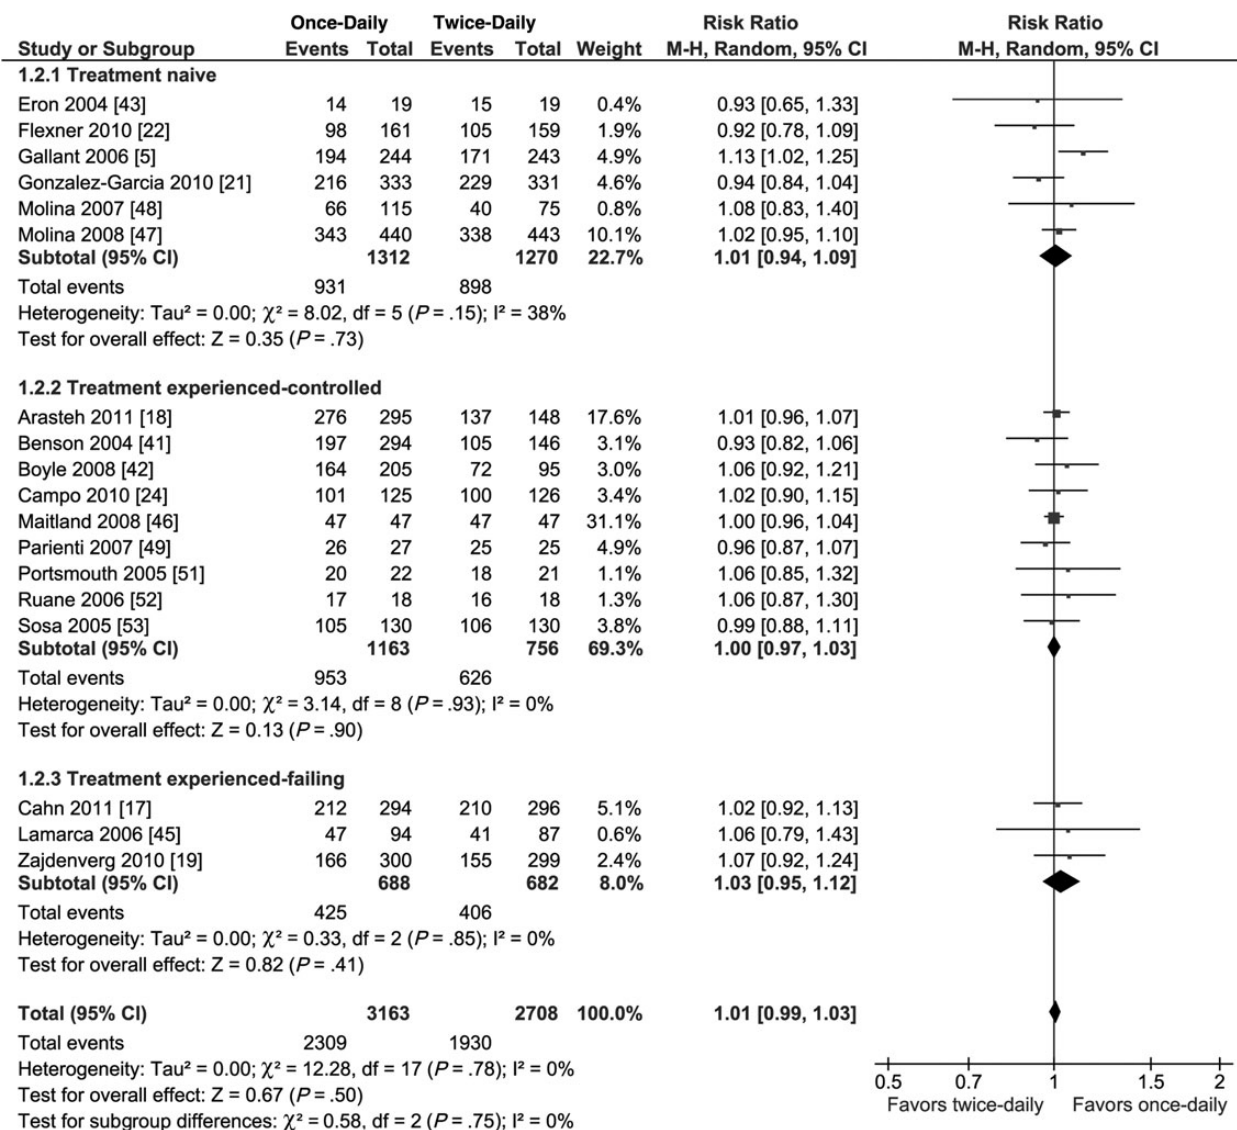 Once-Daily Twice-Daily Risk Ratio Risk Ratio
Study or Subgroup Events Total Events Total Weight M-H, Random, 95% CI M-H, Random, 95% CI
1.2.1 Treatment naive
Eron 2004 [43] 14 19 15 19 0.4% 0.93 [0.65, 1.33]
Flexner 2010 [22] 98 161 105 159 1.9% 0.92 [0.78, 1.09]
Gallant 2006 [5] 194 244 171 243 4.9% 1.13 [1.02, 1.25]
Gonzalez-Garcia 2010 [21] 216 333 229 331 4.6% 0.94 [0.84, 1.04]
Molina 2007 [48] 66 115 40 75 0.8% 1.08 [0.83, 1.40]
Molina 2008 [47] 343 440 338 443 10.1% 1.02 [0.95, 1.10]
Subtotal (95% CI) 1312 1270 22.7% 1.01 [0.94, 1.09]
Total events 931 898
Heterogeneity: Tau² = 0.00; χ² = 8.02, df = 5 (P = .15); I² = 38%
Test for overall effect: Z = 0.35 (P = .73)
1.2.2 Treatment experienced-controlled
Arasteh 2011 [18] 276 295 137 148 17.6% 1.01 [0.96, 1.07]
Benson 2004 [41] 197 294 105 146 3.1% 0.93 [0.82, 1.06]
Boyle 2008 [42] 164 205 72 95 3.0% 1.06 [0.92, 1.21]
Campo 2010 [24] 101 125 100 126 3.4% 1.02 [0.90, 1.15]
Maitland 2008 [46] 47 47 47 47 31.1% 1.00 [0.96, 1.04]
Parienti 2007 [49] 26 27 25 25 4.9% 0.96 [0.87, 1.07]
Portsmouth 2005 [51] 20 22 18 21 1.1% 1.06 [0.85, 1.32]
Ruane 2006 [52] 17 18 16 18 1.3% 1.06 [0.87, 1.30]
Sosa 2005 [53] 105 130 106 130 3.8% 0.99 [0.88, 1.11]
Subtotal (95% CI) 1163 756 69.3% 1.00 [0.97, 1.03]
Total events 953 626
Heterogeneity: Tau² = 0.00; χ² = 3.14, df = 8 (P = .93); I² = 0%
Test for overall effect: Z = 0.13 (P = .90)
1.2.3 Treatment experienced-failing
Cahn 2011 [17] 212 294 210 296 5.1% 1.02 [0.92, 1.13]
Lamarca 2006 [45] 47 94 41 87 0.6% 1.06 [0.79, 1.43]
Zajdenverg 2010 [19] 166 300 155 299 2.4% 1.07 [0.92, 1.24]
Subtotal (95% CI) 688 682 8.0% 1.03 [0.95, 1.12]
Total events 425 406
Heterogeneity: Tau² = 0.00; χ² = 0.33, df = 2 (P = .85); I² = 0%
Test for overall effect: Z = 0.82 (P = .41)
Total (95% CI) 3163 2708 100.0% 1.01 [0.99, 1.03]
Total events 2309 1930
Heterogeneity: Tau² = 0.00; χ² = 12.28, df = 17 (P = .78); I² = 0%
Test for overall effect: Z = 0.67 (P = .50)
Test for subgroup differences: χ² = 0.58, df = 2 (P = .75); I² = 0%
0.5 0.7 1 1.5 2
Favors twice-daily Favors once-daily